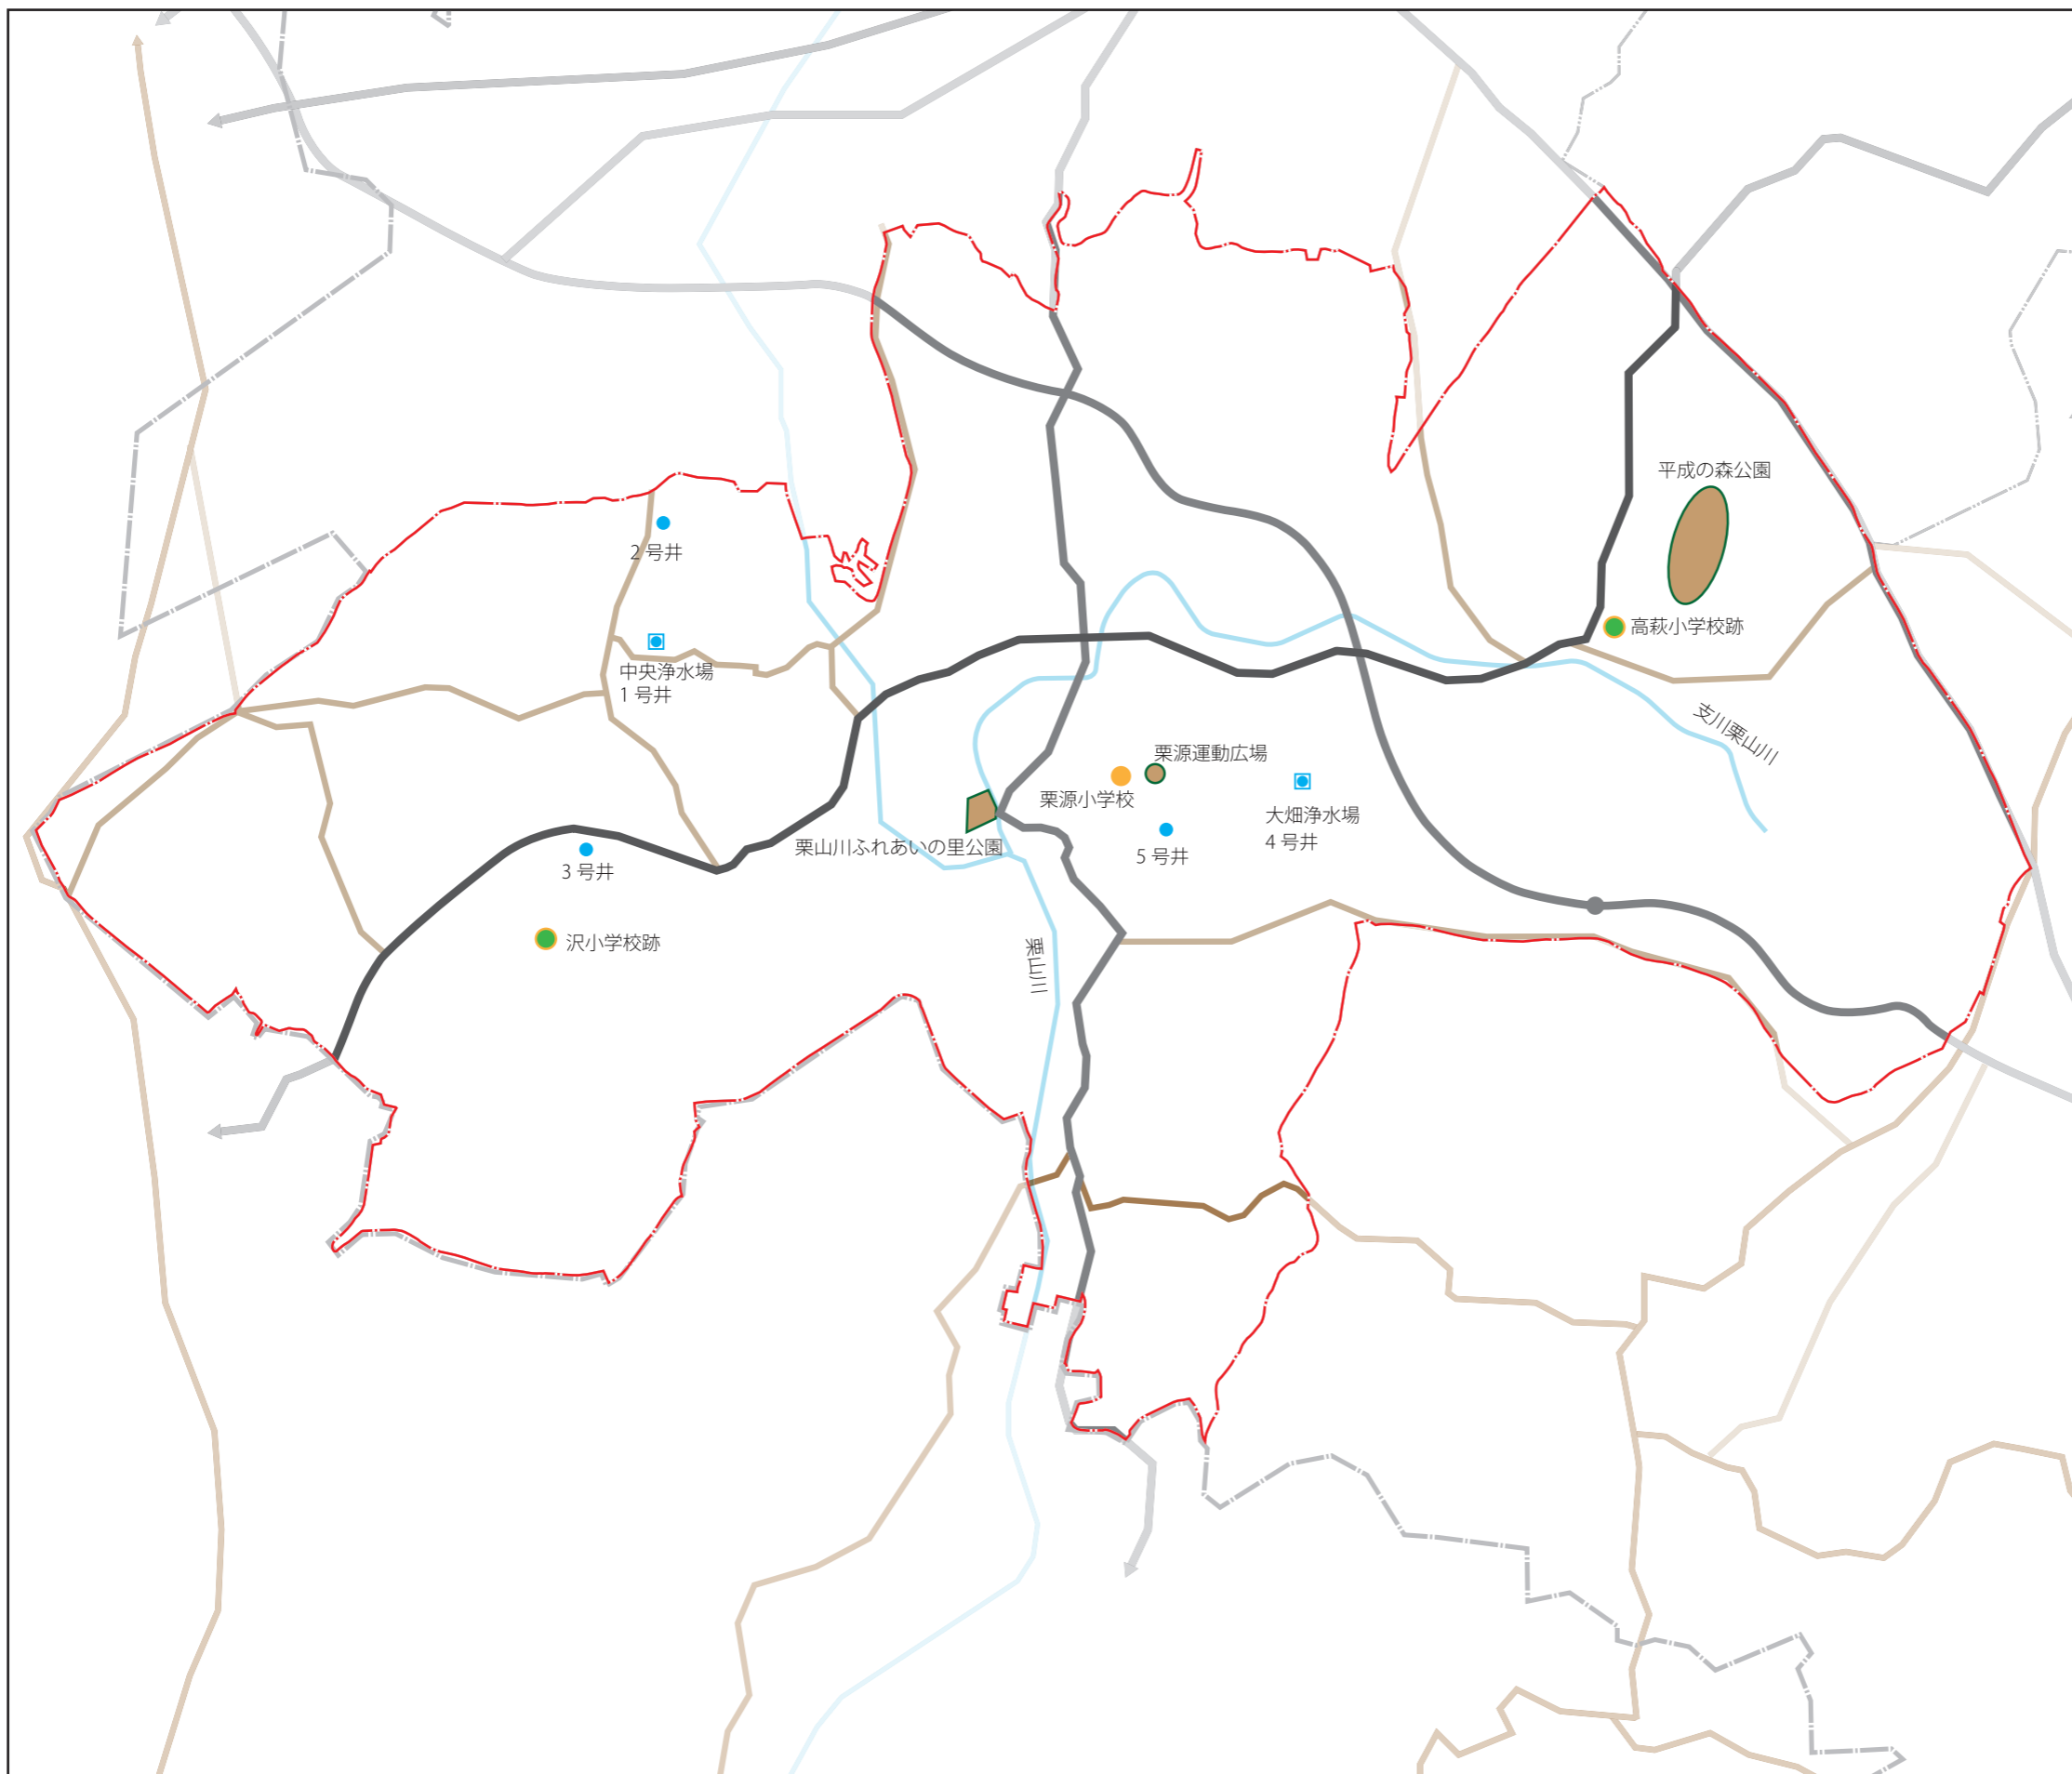 平成の森公園
2 号井
高萩小学校跡
中央浄水場
1 号井
支川栗山川
栗源運動広場
栗源小学校
大畑浄水場
4 号井
栗山川ふれあいの里公園
5 号井
3 号井
沢小学校跡
栗山川